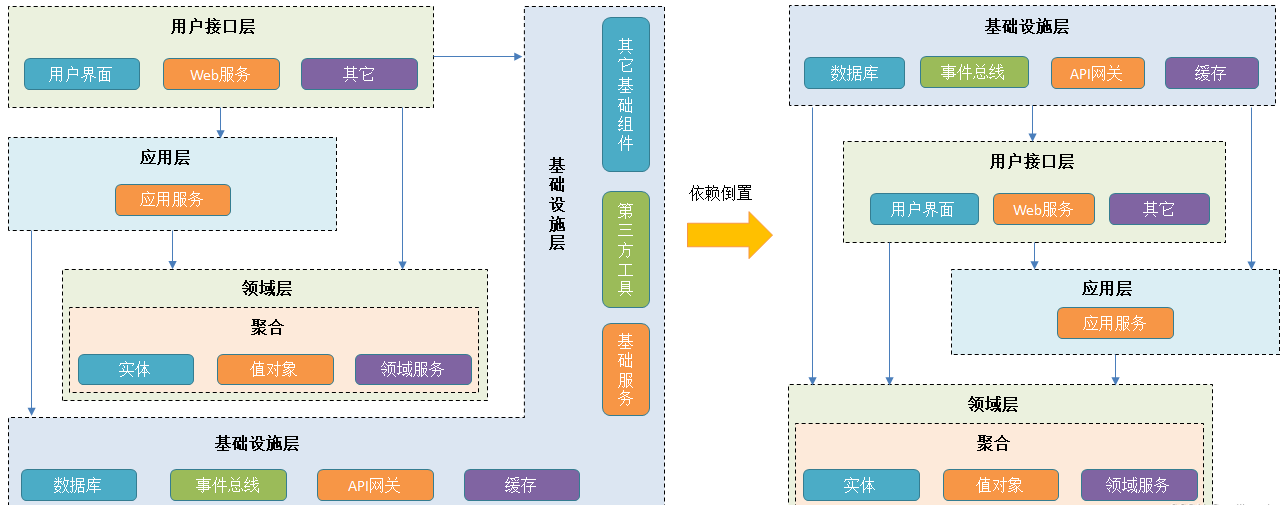 用户接口层
用户界面
Web服务
其它
应用层
应用服务
领域层
聚合
实体
值对象
领域服务
基础设施层
其它基础组件
第三方工具
基础服务
基础设施层
数据库
事件总线
API网关
缓存
依赖倒置
基础设施层
数据库
事件总线
API网关
缓存
用户接口层
用户界面
Web服务
其它
应用层
应用服务
领域层
聚合
实体
值对象
领域服务